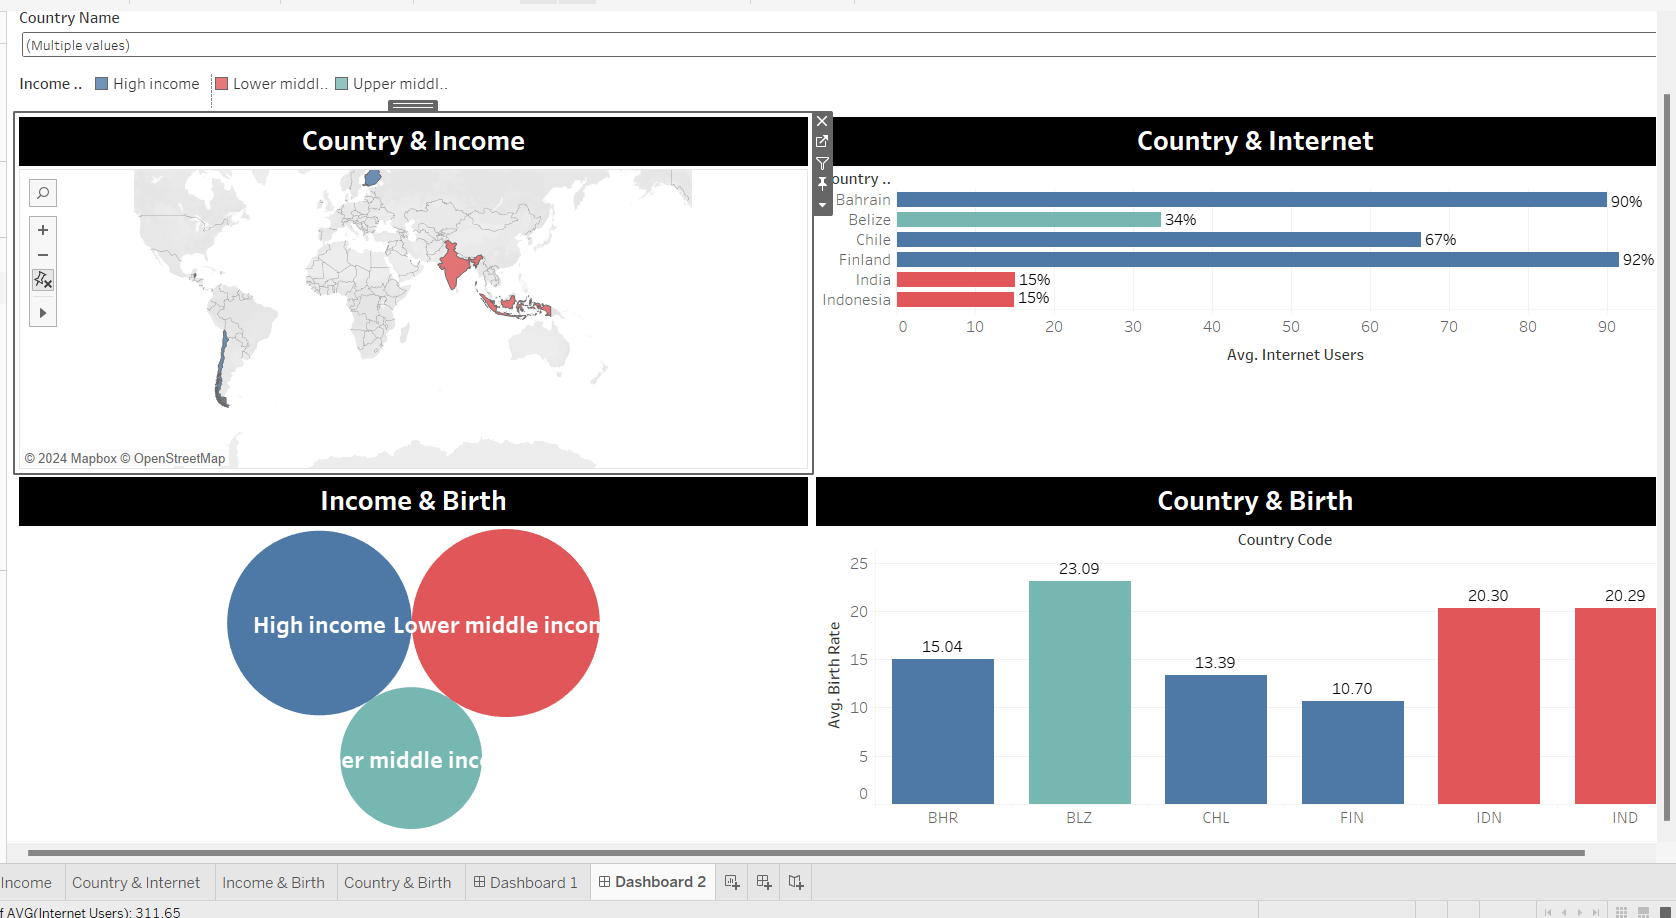 Country Name
(Multiple values)
Income .. High income Lower middl.. Upper middl..
Country & Income
© 2024 Mapbox © OpenStreetMap
Country & Internet
ountry ..
Bahrain 90%
Belize 34%
Chile 67%
Finland 92%
India 15%
Indonesia 15%
0 10 20 30 40 50 60 70 80 90
Avg. Internet Users
Income & Birth
High income Lower middle incon
er middle inc
Country & Birth
Country Code
Avg. Birth Rate
25
20
15
10
5
0
15.04
23.09
13.39
10.70
20.30
20.29
BHR BLZ CHL FIN IDN IND
Income Country & Internet Income & Birth Country & Birth Dashboard 1 Dashboard 2
f AVG(Internet Users): 311.65